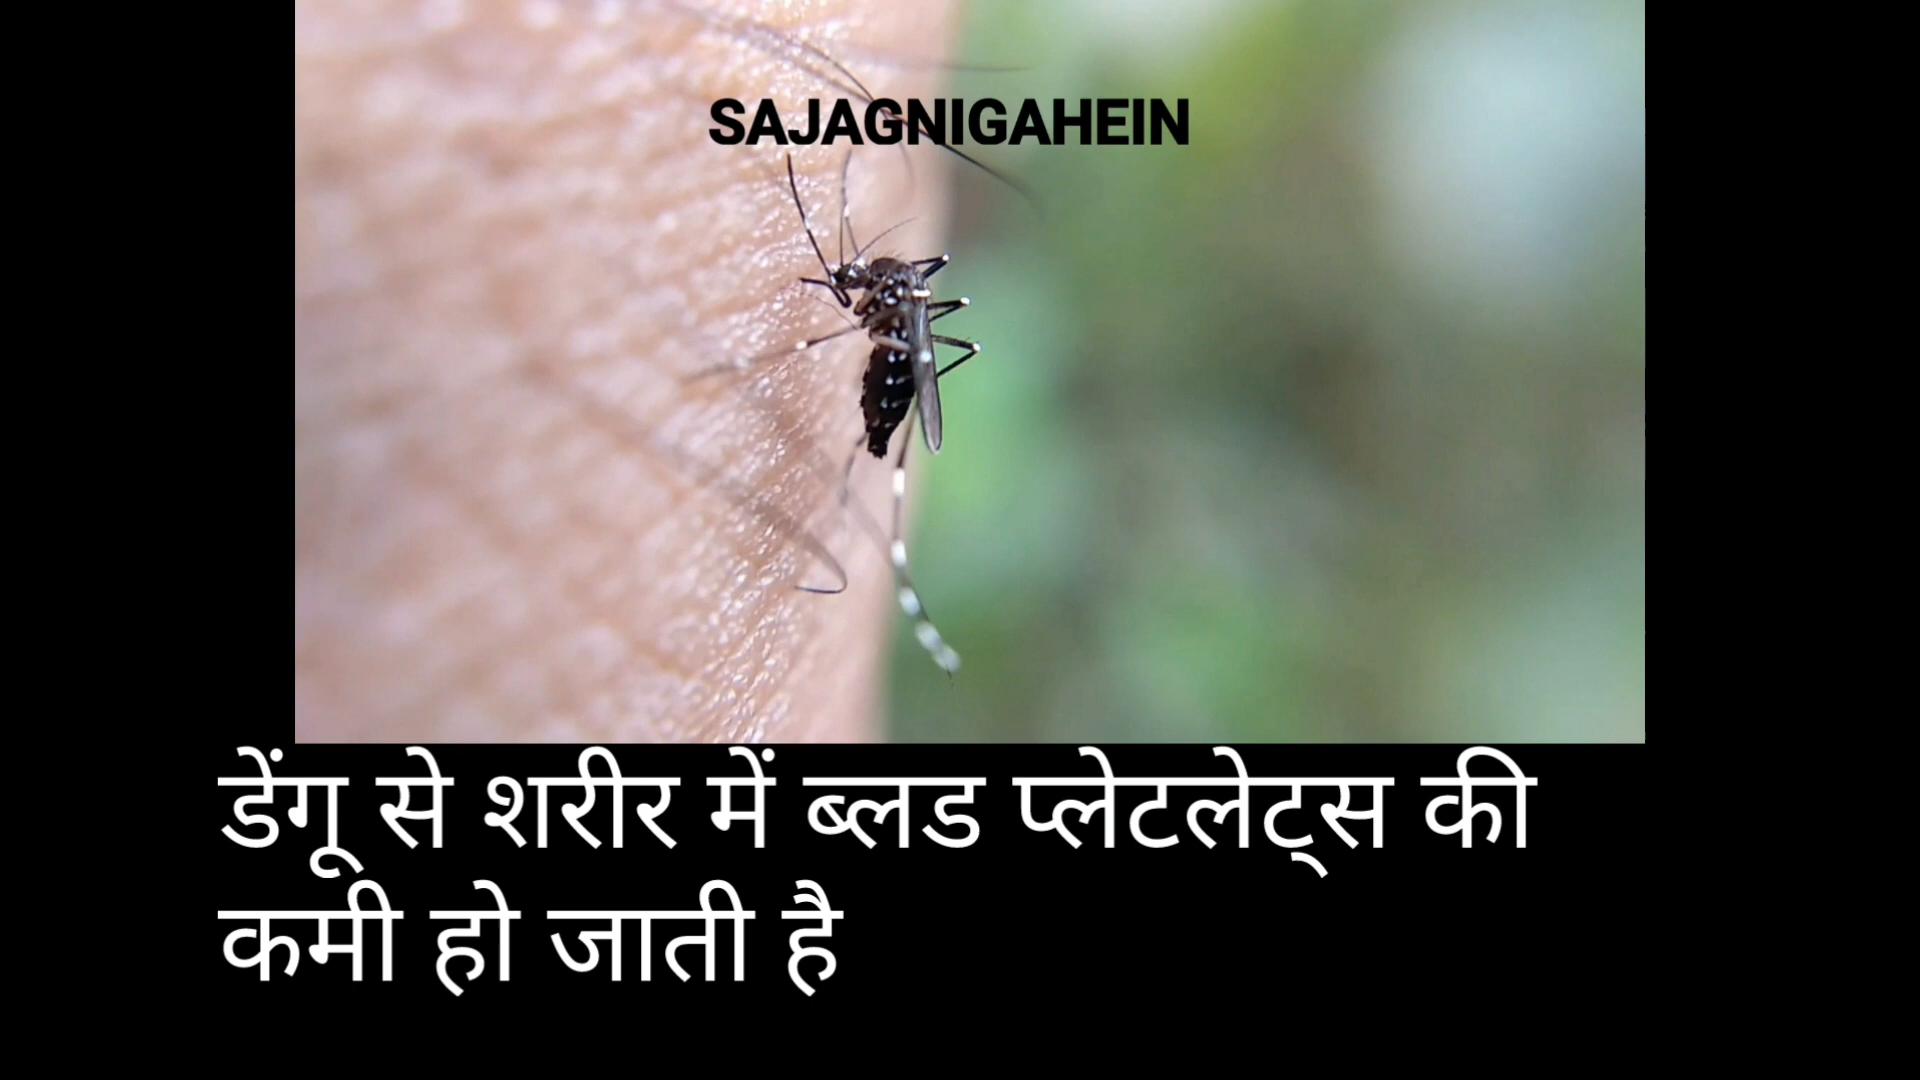 SAJAGNIGAHEIN
डेंगू से शरीर में ब्लड प्लेटलेट्स की
कमी हो जाती है